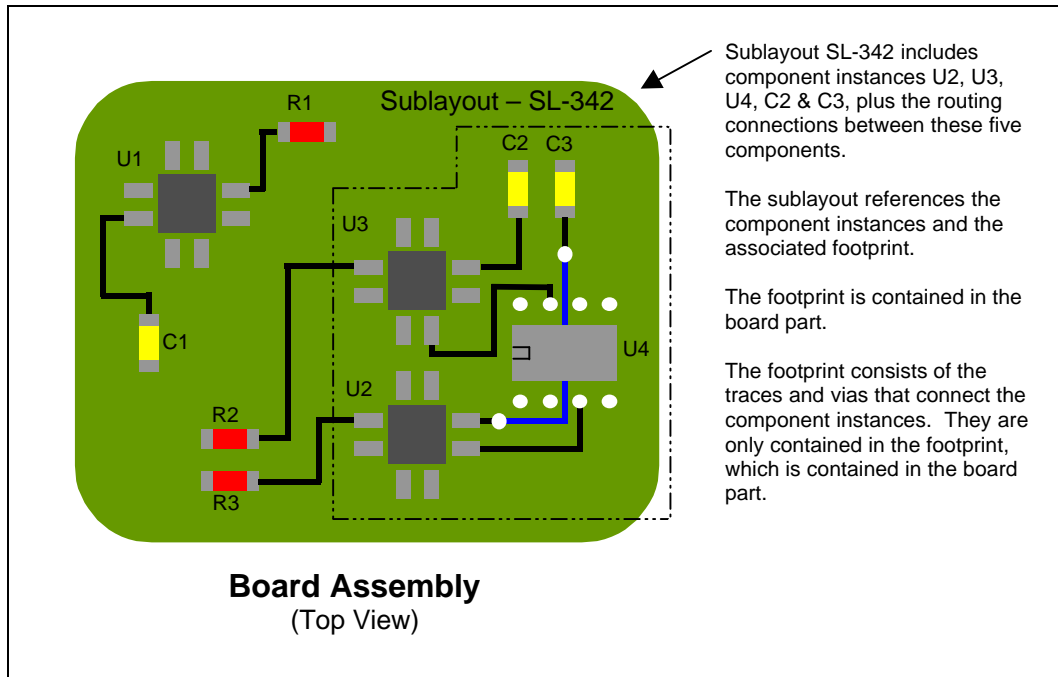 Sublayout SL-342 includes
component instances U2, U3,
U4, C2 & C3, plus the routing
connections between these five
components.
The sublayout references the
component instances and the
associated footprint.
The footprint is contained in the
board part.
The footprint consists of the
traces and vias that connect the
component instances.  They are
only contained in the footprint,
which is contained in the board
part.
Sublayout – SL-342
R1
U1
C2
C3
U3
C1
U4
U2
R2
R3
Board Assembly
(Top View)